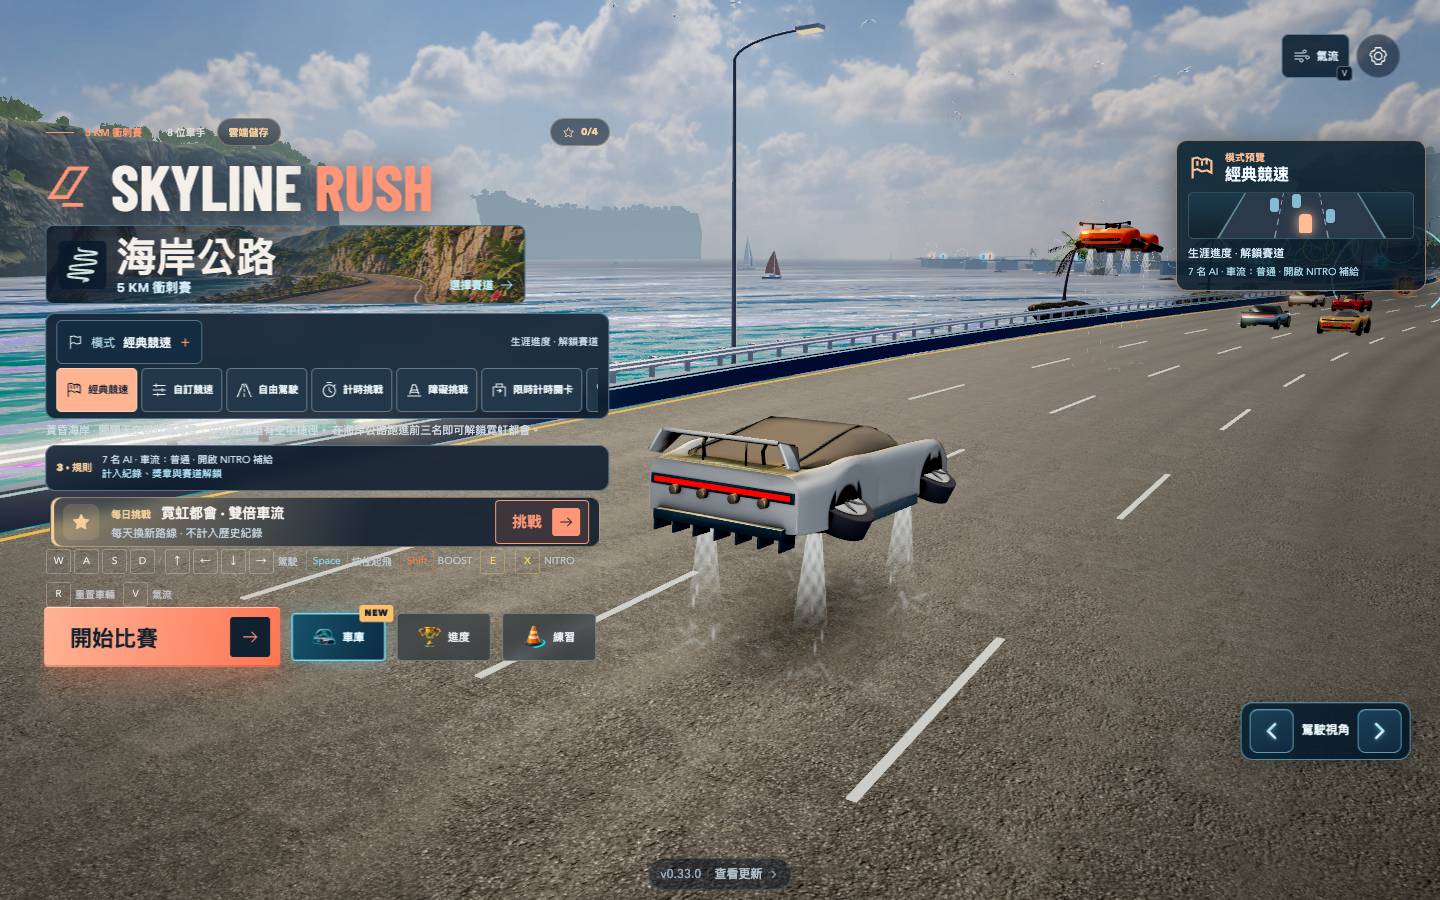 氣流
V
5 KM 衝刺賽
8 位車手
雲端儲存
0/4
SKYLINE RUSH
海岸公路
5 KM 衝刺賽
選擇賽道 →
模式預覽
經典競速
生涯進度 · 解鎖賽道
7 名 AI · 車流：普通 · 開啟 NITRO 補給
模式 經典競速 +
生涯進度 · 解鎖賽道
經典競速
自訂競速
自由駕駛
計時挑戰
障礙挑戰
限時計時關卡
在海岸公路跑進前三名即可解鎖霓虹都會。
3 • 規則
7 名 AI · 車流：普通 · 開啟 NITRO 補給
計入紀錄、獎章與賽道解鎖
每日挑戰 霓虹都會 · 雙倍車流
每天換新路線 · 不計入歷史紀錄
挑戰 →
W A S D / ↑ ← ↓ → 駕駛 Space Shift BOOST E / X NITRO
R 重置車輛 V 氣流
開始比賽 →
NEW
車庫
進度
練習
駕駛視角
v0.33.0 查看更新 >